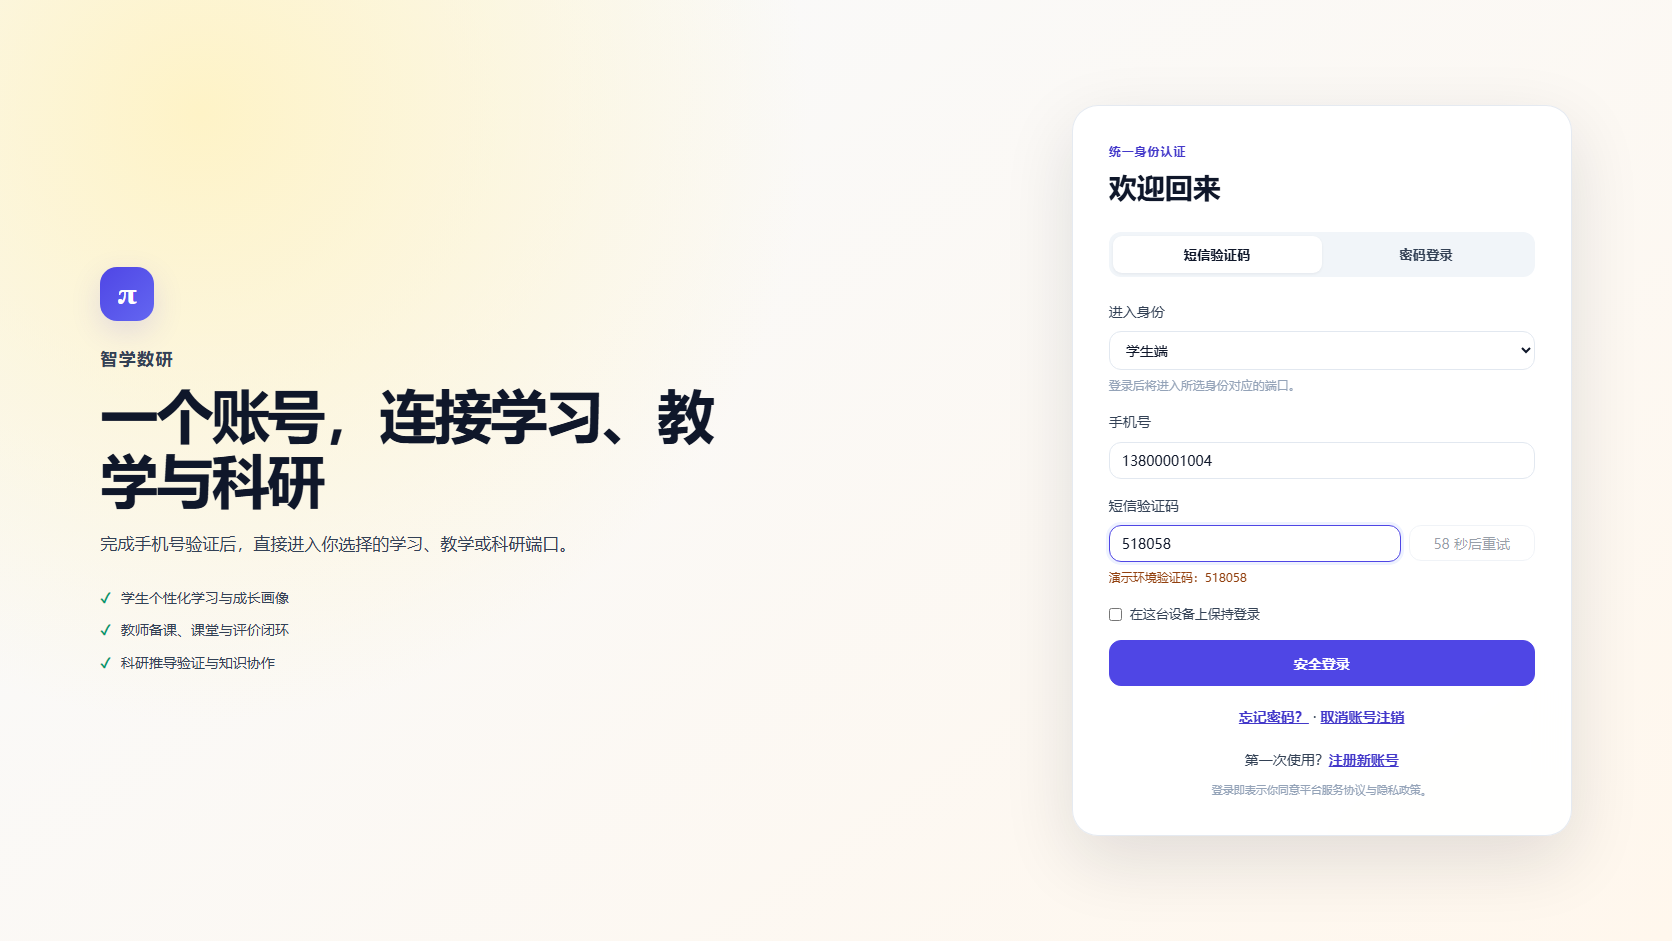 π
智学数研
一个账号，连接学习、教
学与科研
完成手机号验证后，直接进入你选择的学习、教学或科研端口。
✓ 学生个性化学习与成长画像
✓ 教师备课、课堂与评价闭环
✓ 科研推导验证与知识协作
统一身份认证
欢迎回来
短信验证码 密码登录
进入身份
学生端
登录后将进入所选身份对应的端口。
手机号
13800001004
短信验证码
518058 58 秒后重试
演示环境验证码：518058
在这台设备上保持登录
安全登录
忘记密码？ · 取消账号注销
第一次使用？注册新账号
登录即表示你同意平台服务协议与隐私政策。